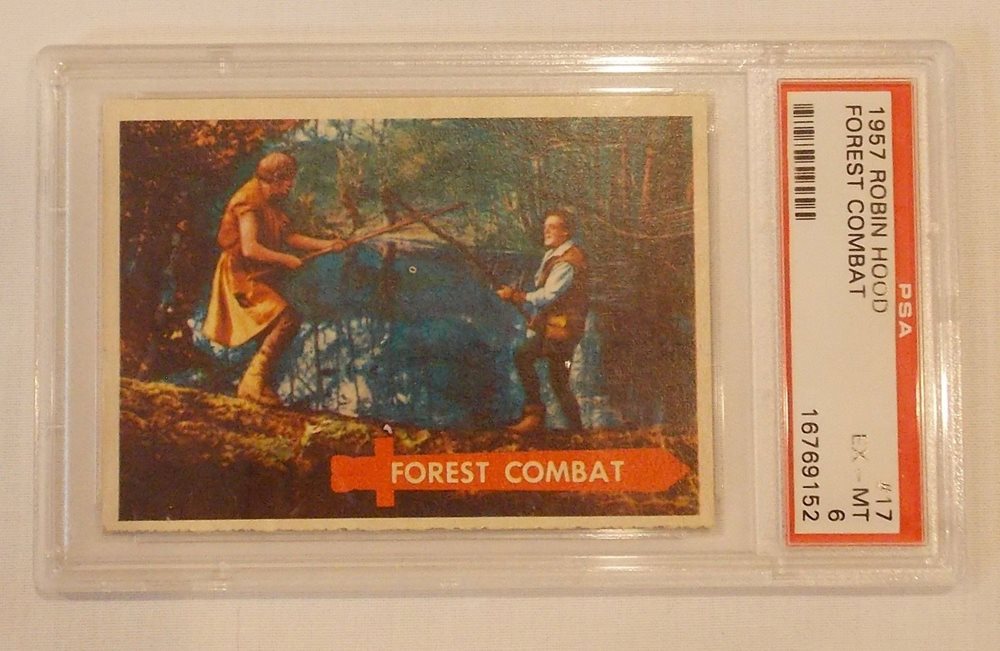 FOREST COMBAT
1957 ROBIN HOOD #17
FOREST COMBAT EX - MT
6
16769152
PSA